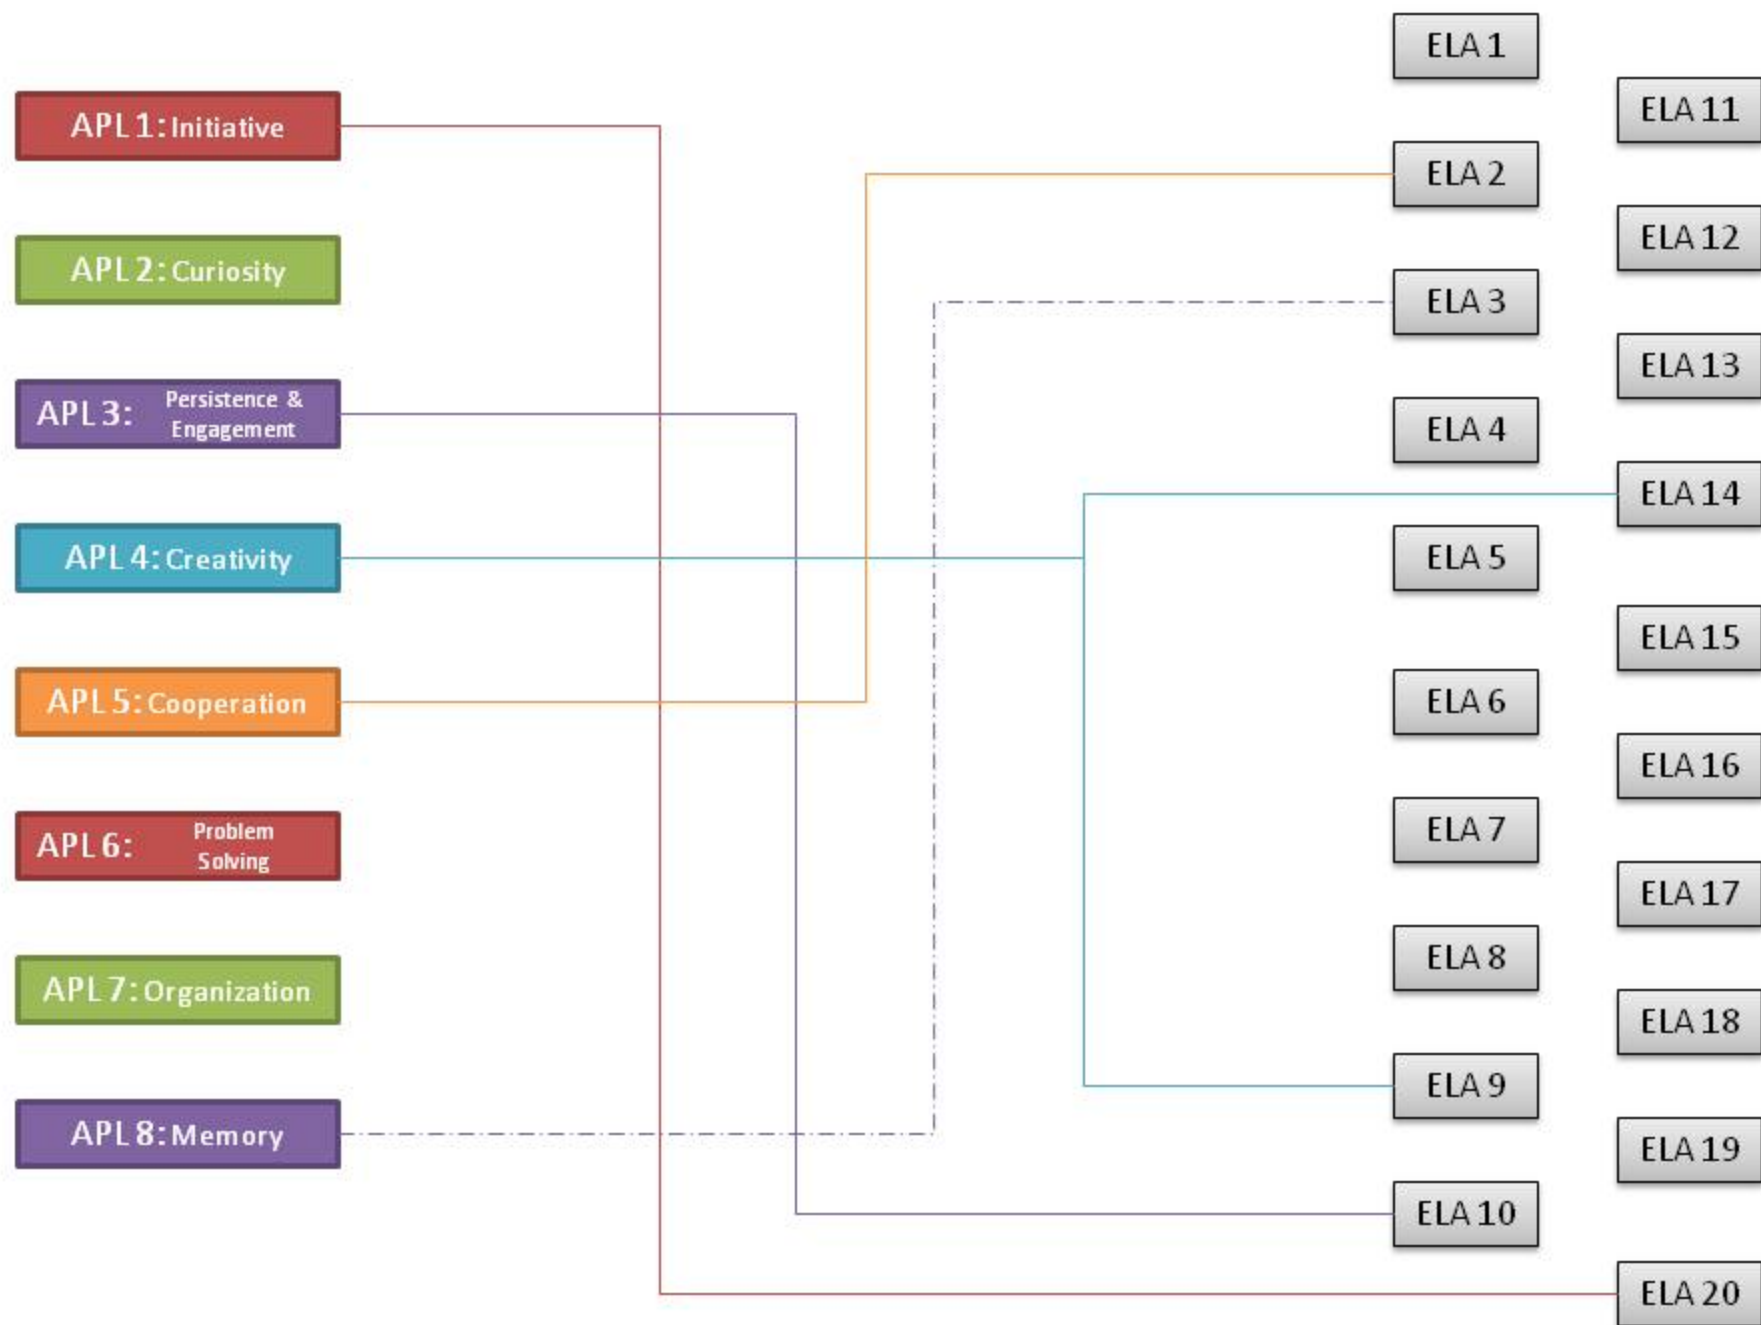 APL 1: Initiative
APL 2: Curiosity
APL 3: Persistence &
Engagement
APL 4: Creativity
APL 5: Cooperation
APL 6: Problem
Solving
APL 7: Organization
APL 8: Memory
ELA 1
ELA 2
ELA 3
ELA 4
ELA 5
ELA 6
ELA 7
ELA 8
ELA 9
ELA 10
ELA 11
ELA 12
ELA 13
ELA 14
ELA 15
ELA 16
ELA 17
ELA 18
ELA 19
ELA 20